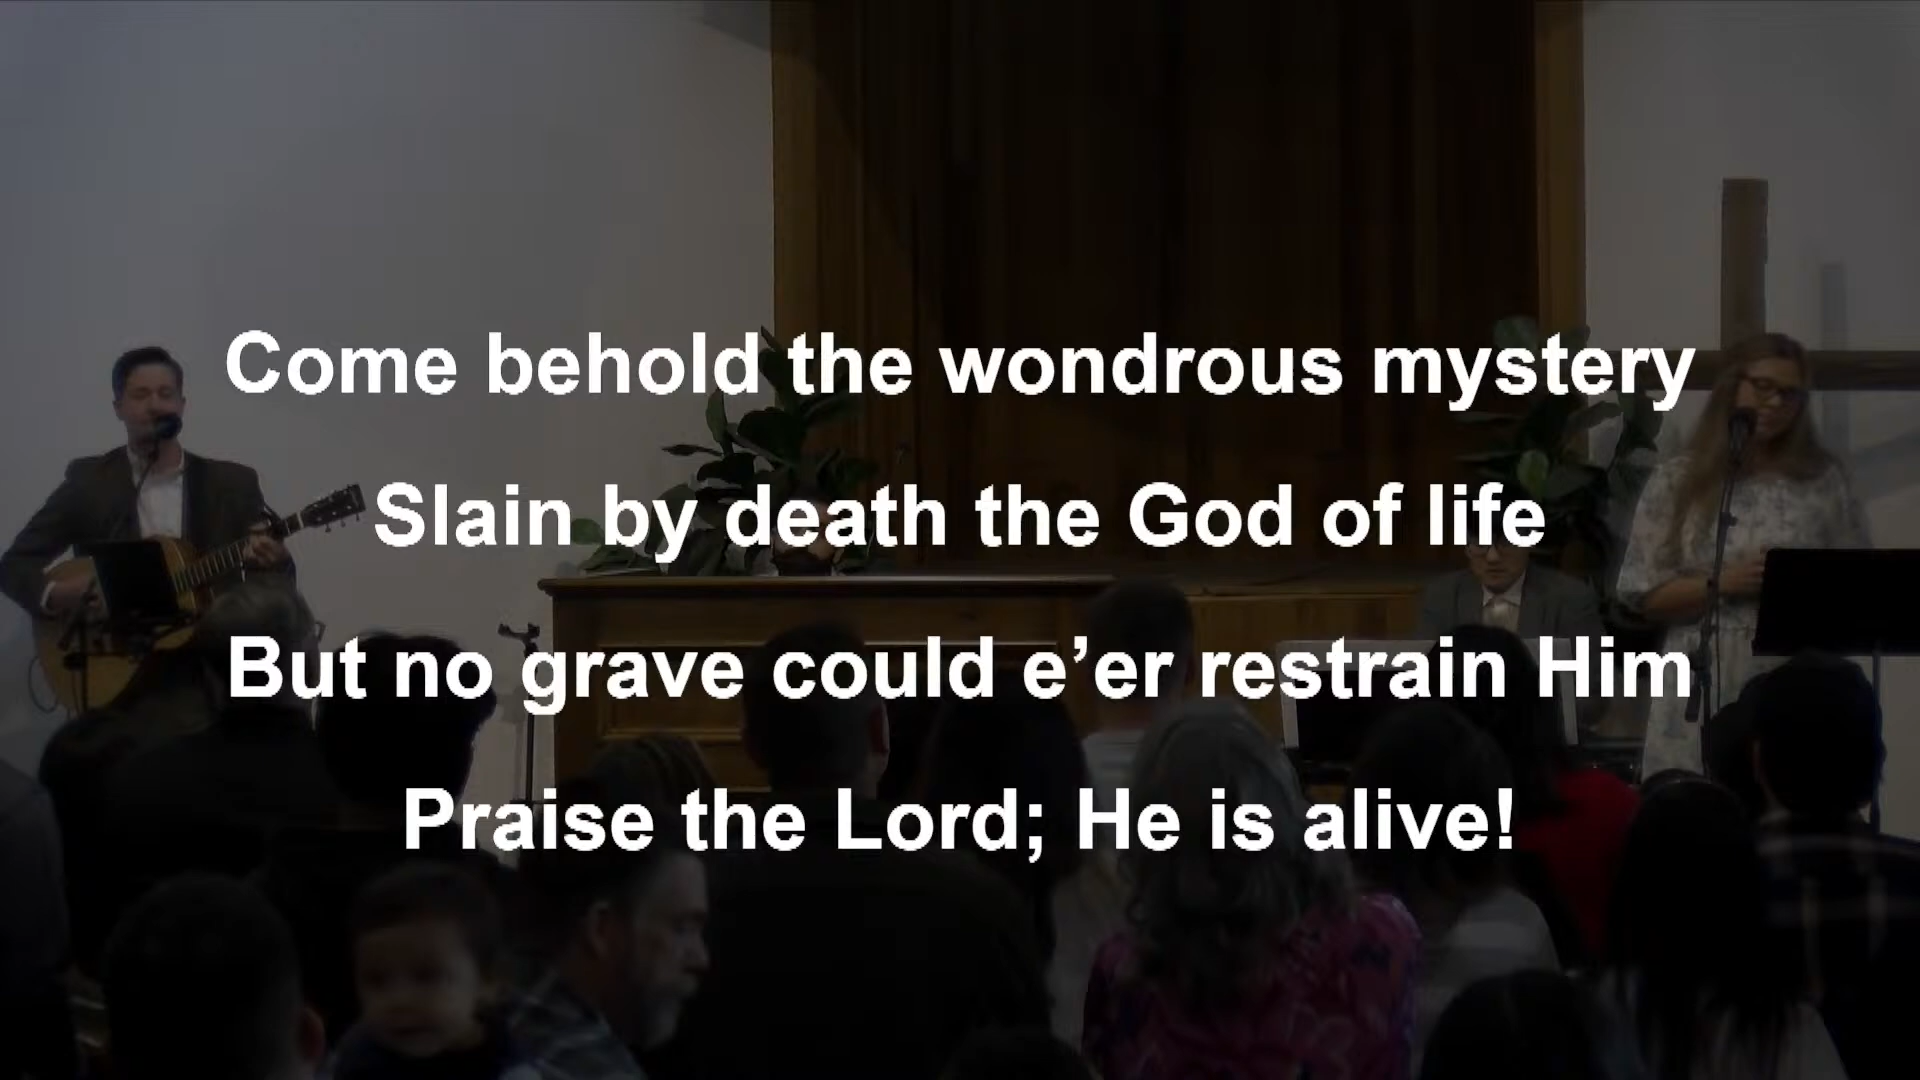 Come behold the wondrous mystery
Slain by death the God of life
But no grave could e’er restrain Him
Praise the Lord; He is alive!